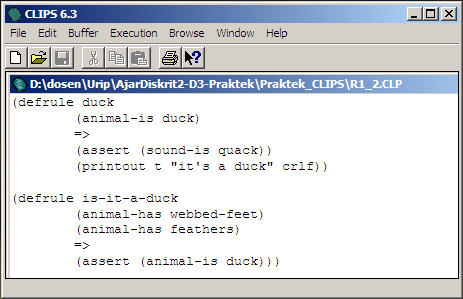 CLIPS 6.3
File Edit Buffer Execution Browse Window Help
D:\dosen\Urip\AjarDiskrit2-D3-Praktek\Praktek_CLIPS\R1_2.CLP
(defrule duck
(animal-is duck)
=>
(assert (sound-is quack))
(printout t "it's a duck" crlf))
(defrule is-it-a-duck
(animal-has webbed-feet)
(animal-has feathers)
=>
(assert (animal-is duck)))